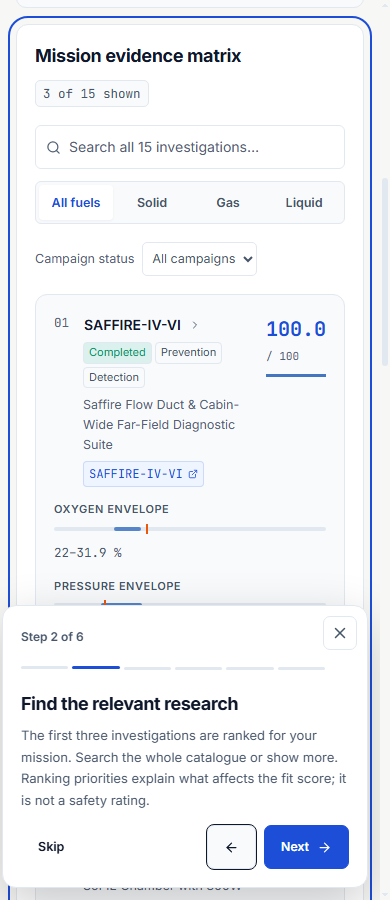 Mission evidence matrix
3 of 15 shown
Search all 15 investigations...
All fuels Solid Gas Liquid
Campaign status All campaigns
01 SAFFIRE-IV-VI 100.0
Completed Prevention / 100
Detection
Saffire Flow Duct & Cabin-
Wide Far-Field Diagnostic
Suite
SAFFIRE-IV-VI
OXYGEN ENVELOPE
22–31.9 %
PRESSURE ENVELOPE
Step 2 of 6
Find the relevant research
The first three investigations are ranked for your
mission. Search the whole catalogue or show more.
Ranking priorities explain what affects the fit score; it
is not a safety rating.
Skip Next